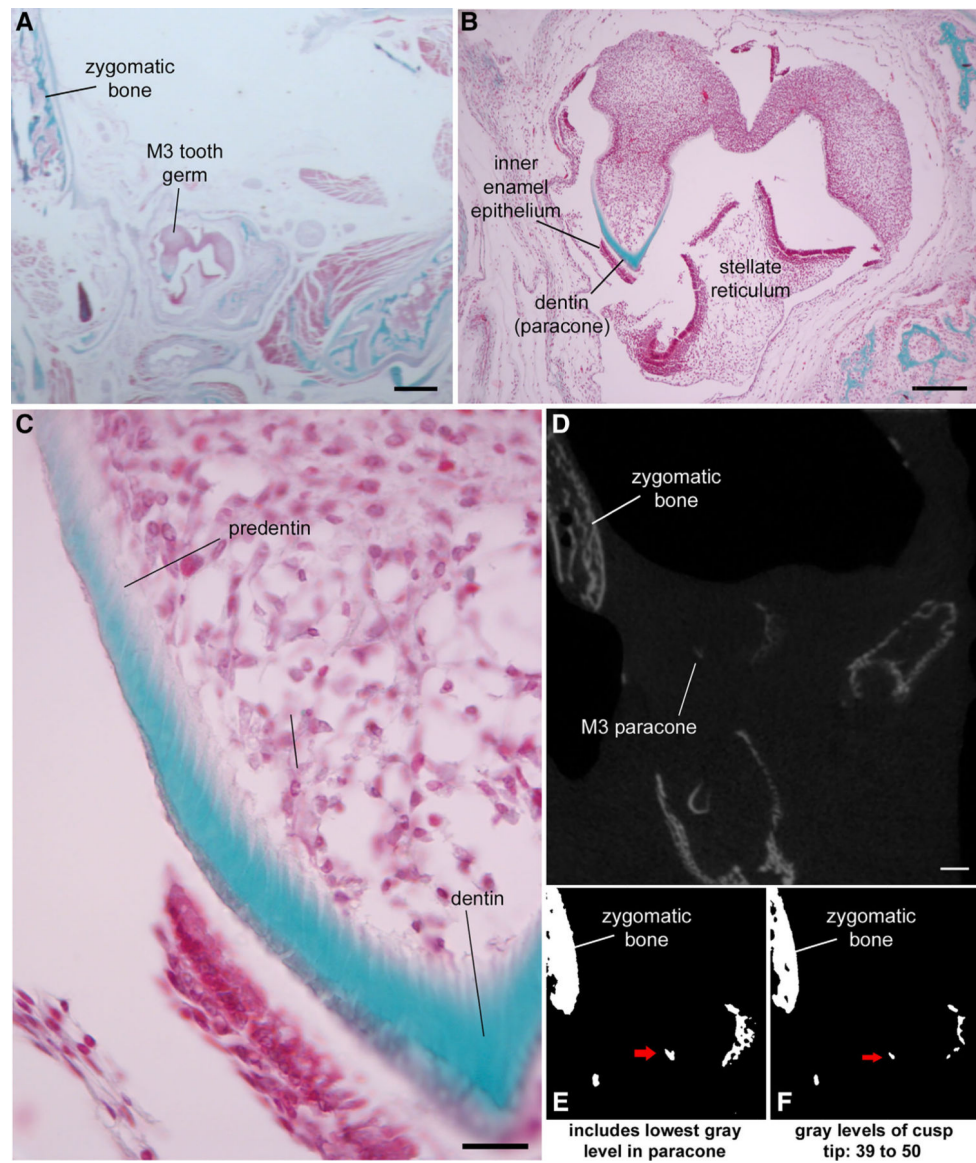 A
zygomatic
bone
M3 tooth
germ
B
inner
enamel
epithelium
dentin
(paracone)
stellate
reticulum
C
predentin
dentin
D
zygomatic
bone
M3 paracone
zygomatic
bone
E
includes lowest gray
level in paracone
zygomatic
bone
F
gray levels of cusp
tip: 39 to 50